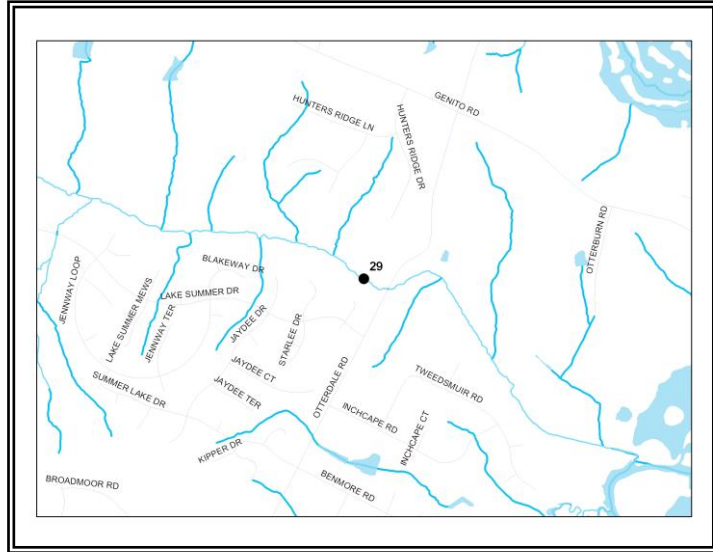 GENITO RD
HUNTERS RIDGE LN
HUNTERS RIDGE DR
OTTERBURN RD
29
BLAKEWAY DR
JENNWAY LOOP
LAKE SUMMER MEWS
LAKE SUMMER DR
JENNWAY TER
JAYDEE DR
STARLEE DR
JAYDEE CT
OTTERDALE RD
TWEEDSMUIR RD
SUMMER LAKE DR
JAYDEE TER
INCHCAPE RD
INCHCAPE CT
KIPPER DR
BENMORE RD
BROADMOOR RD